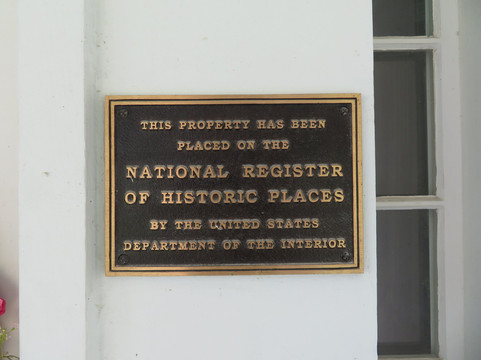 THIS PROPERTY HAS BEEN
PLACED ON THE
NATIONAL REGISTER
OF HISTORIC PLACES
BY THE UNITED STATES
DEPARTMENT OF THE INTERIOR